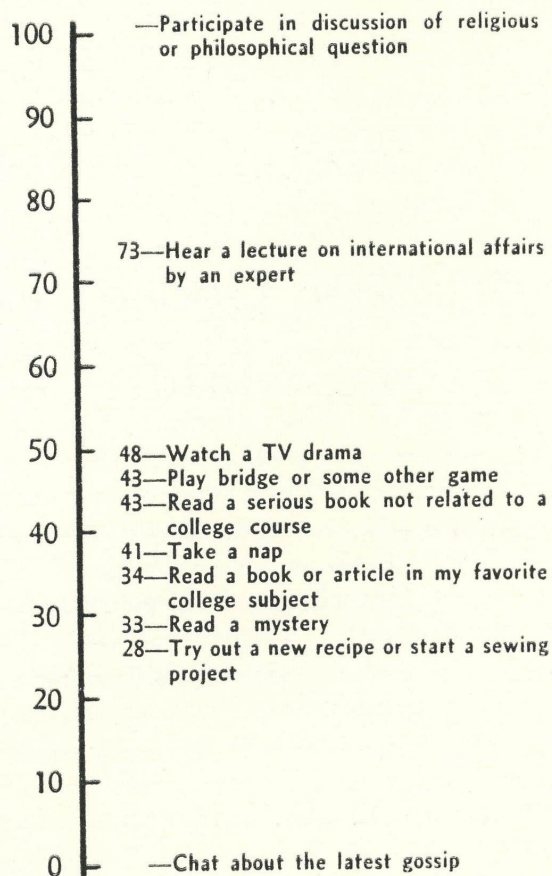 100 —Participate in discussion of religious
or philosophical question
90
80
73—Hear a lecture on international affairs
by an expert
70
60
50
48—Watch a TV drama
43—Play bridge or some other game
43—Read a serious book not related to a
college course
40
41—Take a nap
34—Read a book or article in my favorite
college subject
30
33—Read a mystery
28—Try out a new recipe or start a sewing
project
20
10
0 —Chat about the latest gossip